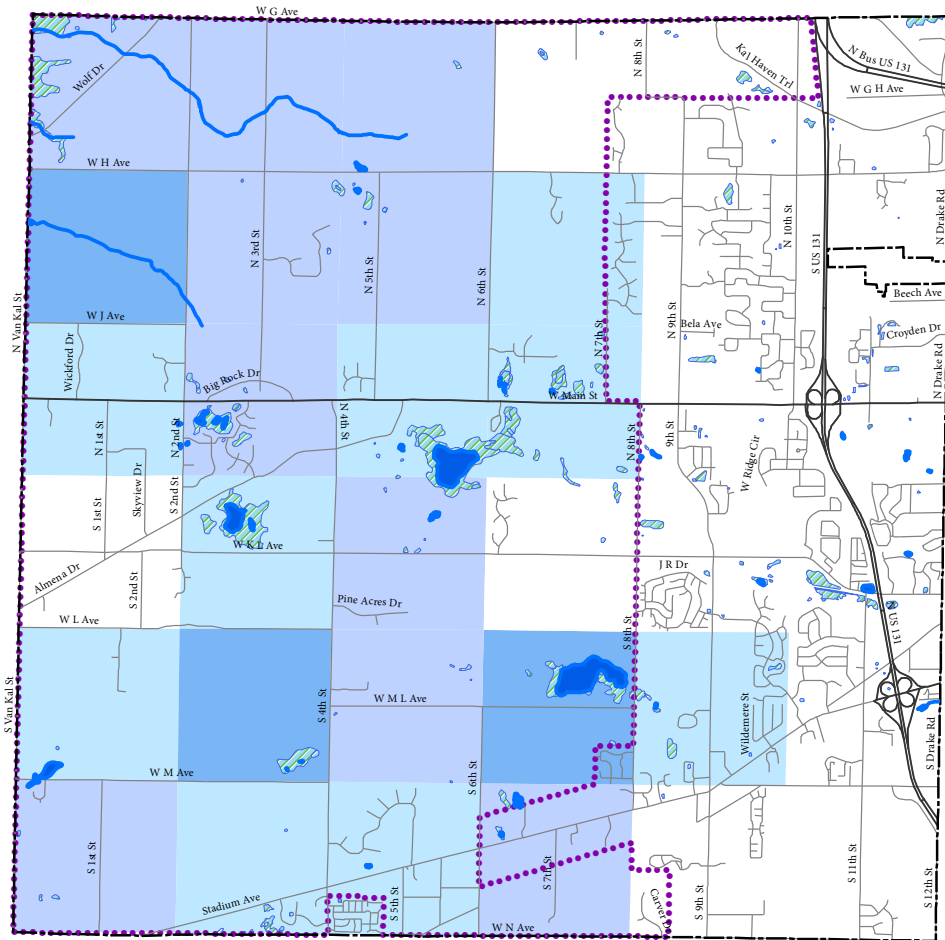 W G Ave
N 8th St
Kal Haven Trl
N Bus US 131
W G H Ave
Wolf Dr
W H Ave
N Drake Rd
N 10th St
S US 131
N 3rd St
N 5th St
N 6th St
Beech Ave
N Van Kal St
W J Ave
N 7th St
N 9th St
Bela Ave
Croyden Dr
Wickford Dr
Big Rock Dr
N Drake Rd
W Main St
N 1st St
N 2nd St
N 4th St
N 8th St
9th St
W Ridge Cir
S 1st St
Skyview Dr
S 2nd St
W K L Ave
Almena Dr
S 2nd St
J R Dr
Pine Acres Dr
N US 131
W L Ave
S 8th St
S Van Kal St
S 4th St
W M L Ave
Wildemere St
S Drake Rd
W M Ave
S 6th St
S 1st St
S 7th St
S 11th St
Stadium Ave
S 5th St
S 9th St
S 12th St
W N Ave